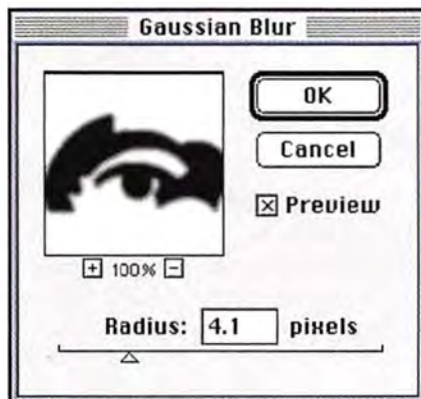 Gaussian Blur
OK
Cancel
Preview
+ 100% -
Radius: 4.1 pixels